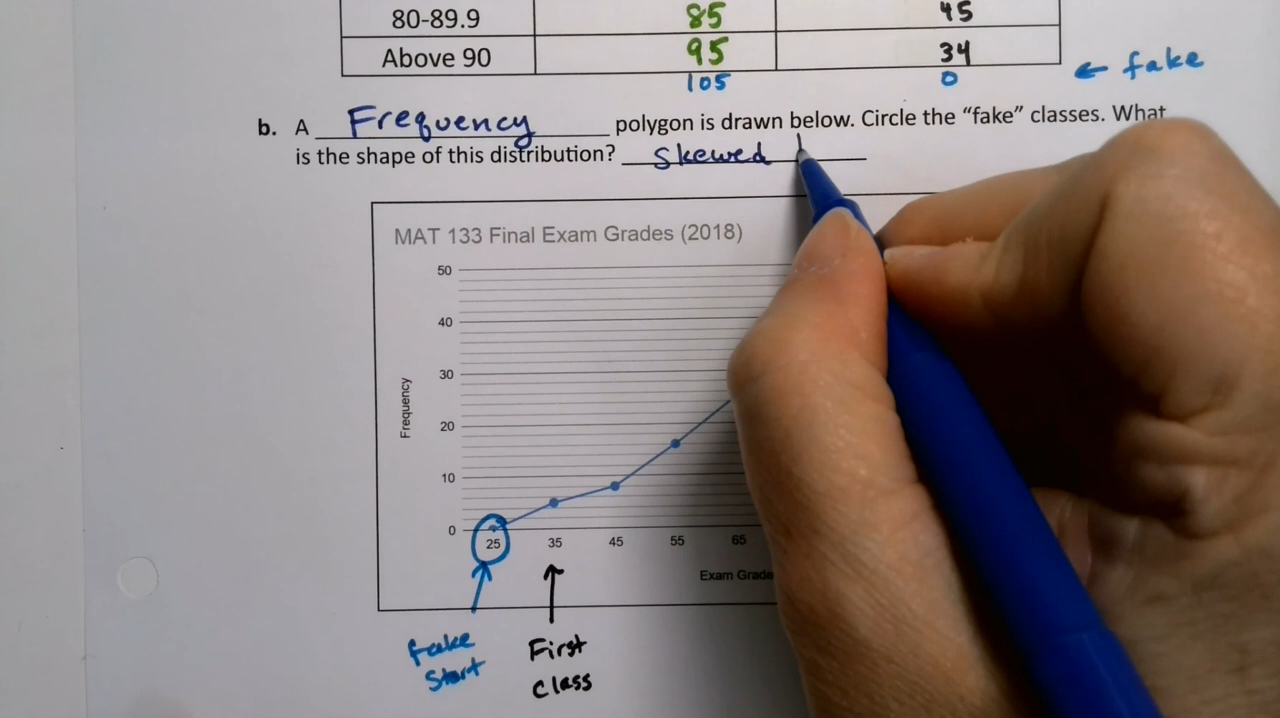 80-89.9 85 45
Above 90 95 34
105 0 ← fake
b. A Frequency polygon is drawn below. Circle the “fake” classes. What
is the shape of this distribution? skewed
MAT 133 Final Exam Grades (2018)
50
40
30
20
10
0
Frequency
25 35 45 55 65
Exam Grade
fake First
Start Class